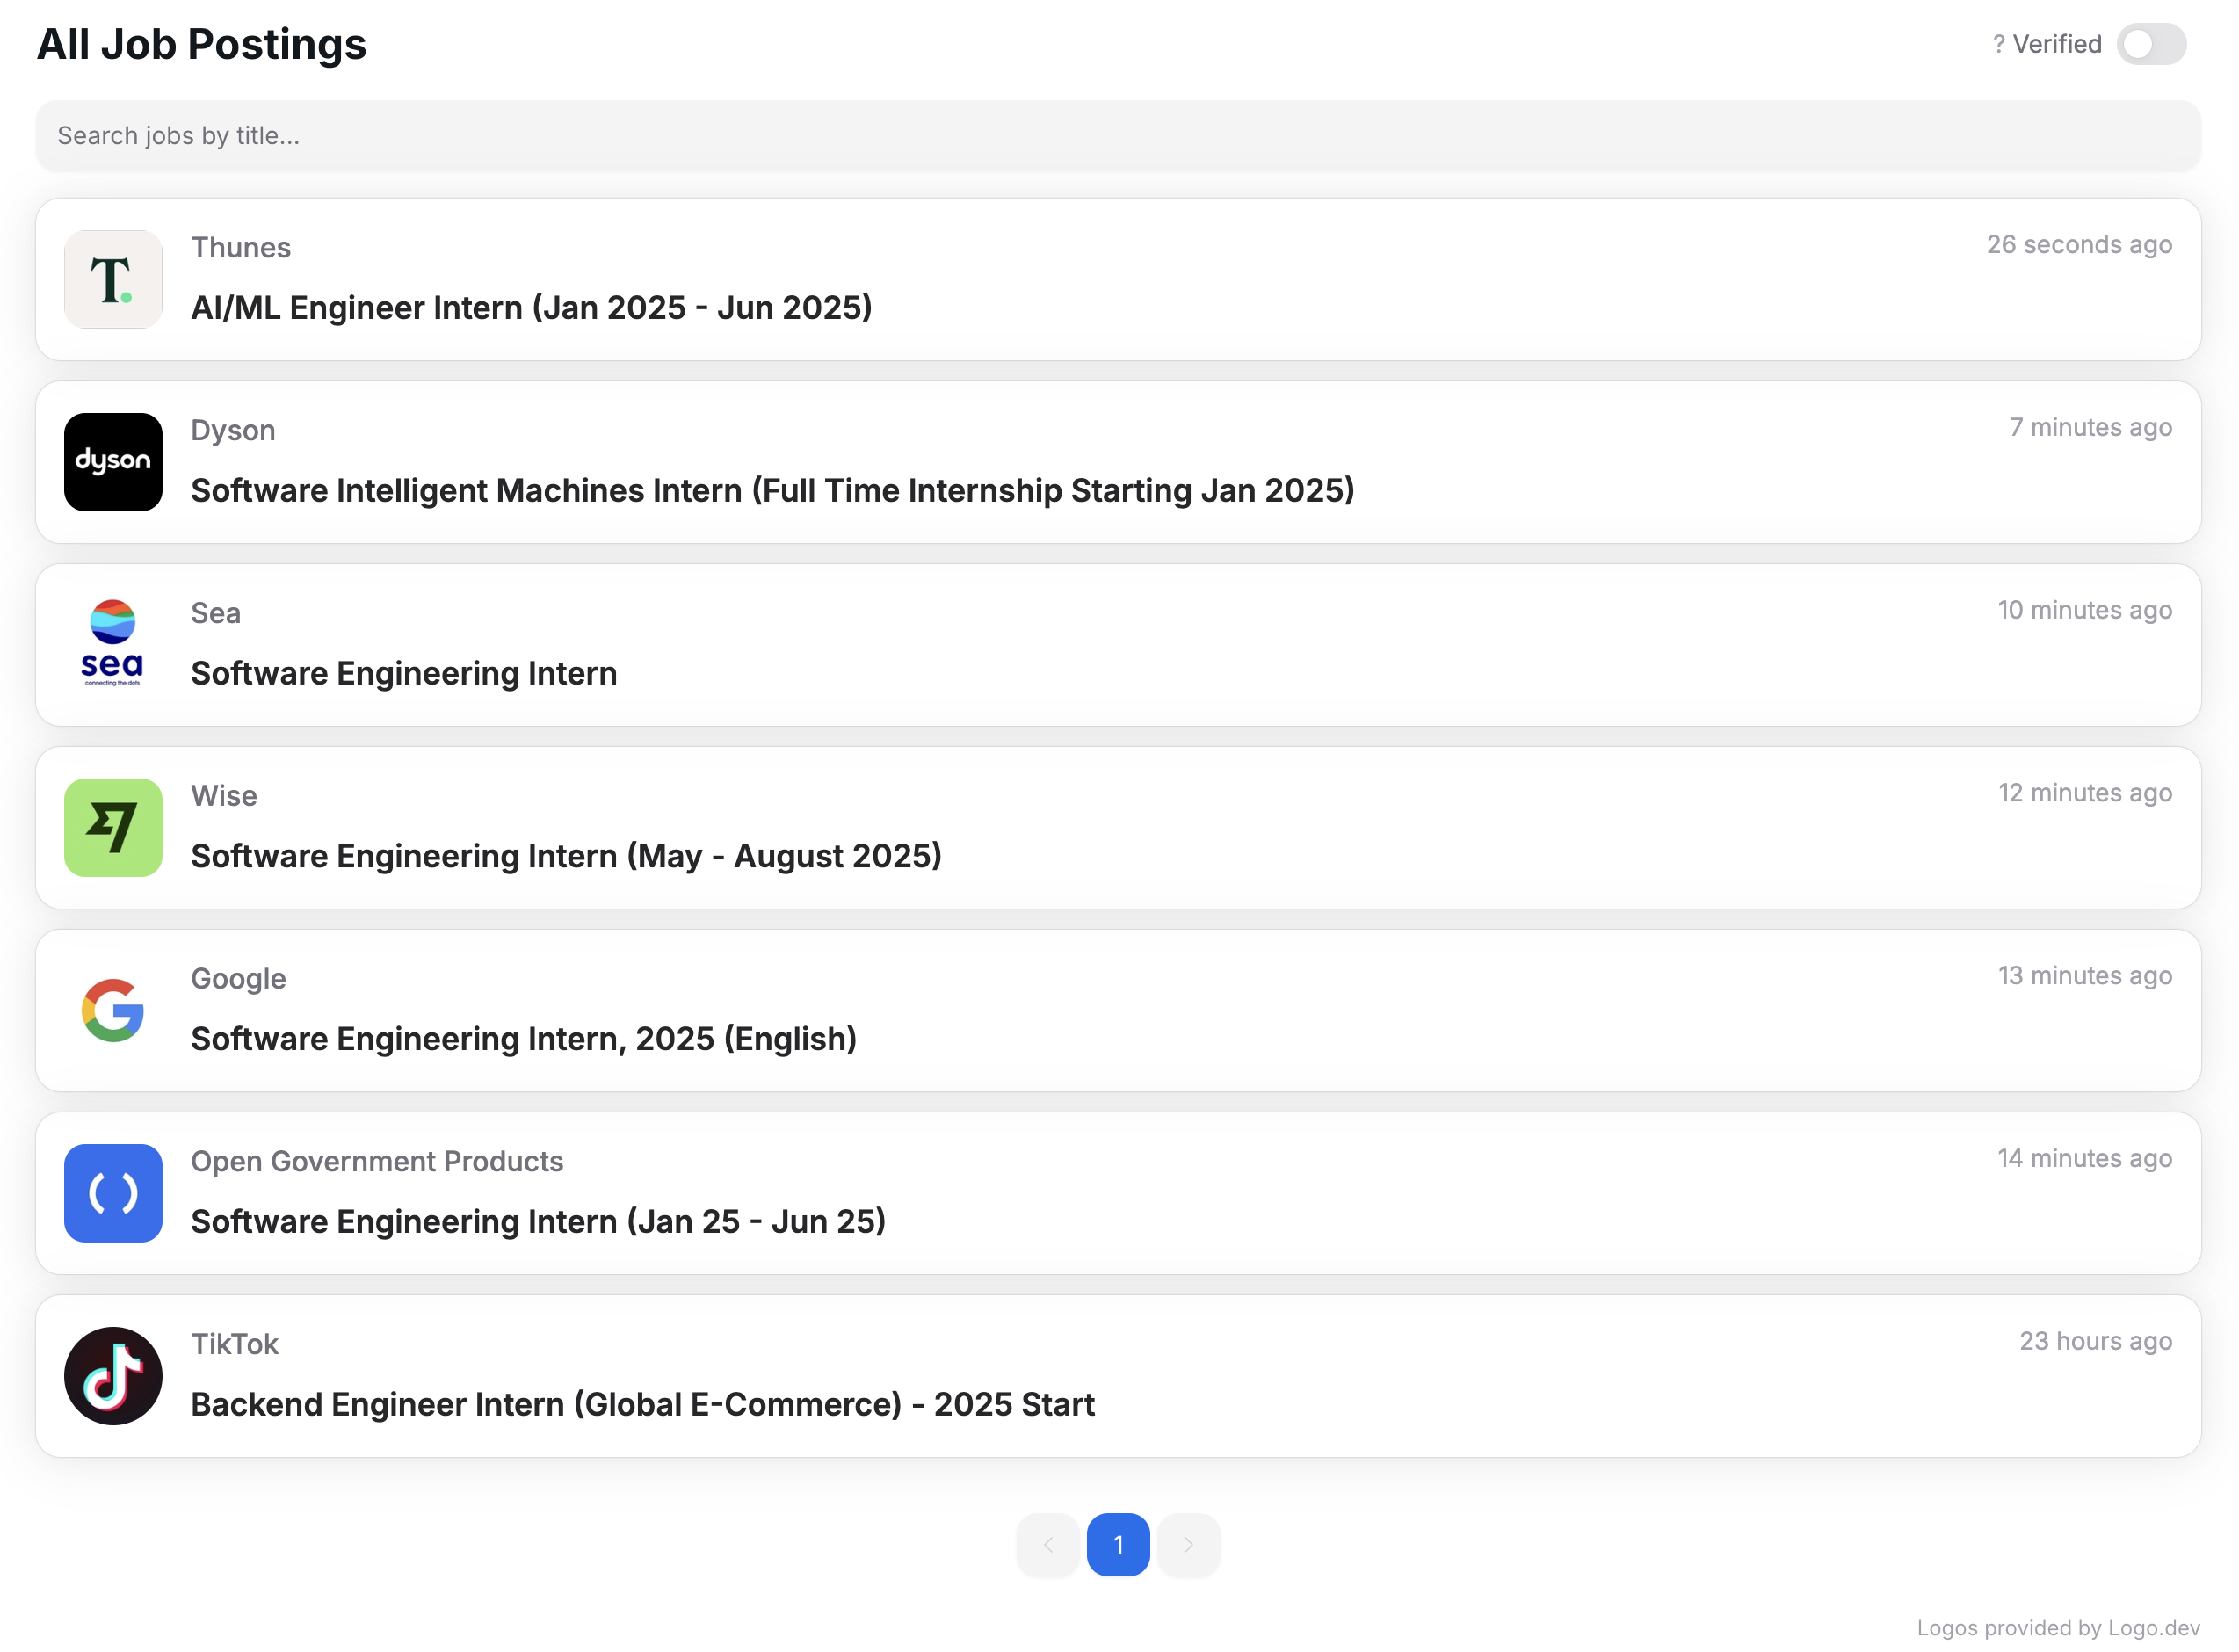 All Job Postings
? Verified
Search jobs by title...
T.
Thunes
26 seconds ago
AI/ML Engineer Intern (Jan 2025 - Jun 2025)
dyson
Dyson
7 minutes ago
Software Intelligent Machines Intern (Full Time Internship Starting Jan 2025)
sea
connecting the dots
Sea
10 minutes ago
Software Engineering Intern
Wise
12 minutes ago
Software Engineering Intern (May - August 2025)
G
Google
13 minutes ago
Software Engineering Intern, 2025 (English)
Open Government Products
14 minutes ago
Software Engineering Intern (Jan 25 - Jun 25)
TikTok
23 hours ago
Backend Engineer Intern (Global E-Commerce) - 2025 Start
1
Logos provided by Logo.dev